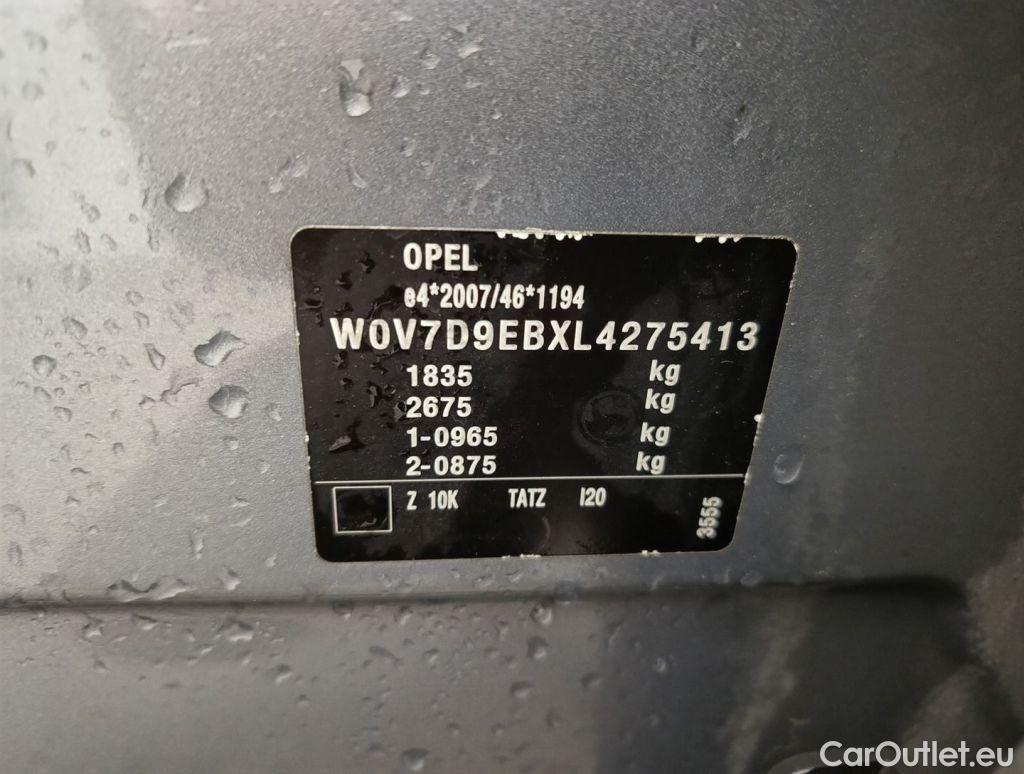 OPEL
e4*2007/46*1194
W0V7D9EBXL4275413
1835 kg
2675 kg
1-0965 kg
2-0875 kg
Z 10K TATZ I20
3555
CarOutlet.eu